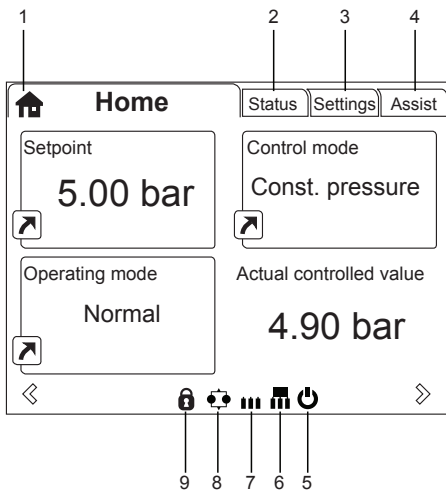 1 2 3 4
Home Status Settings Assist
Setpoint Control mode
5.00 bar Const. pressure
Operating mode Actual controlled value
Normal 4.90 bar
9 8 7 6 5